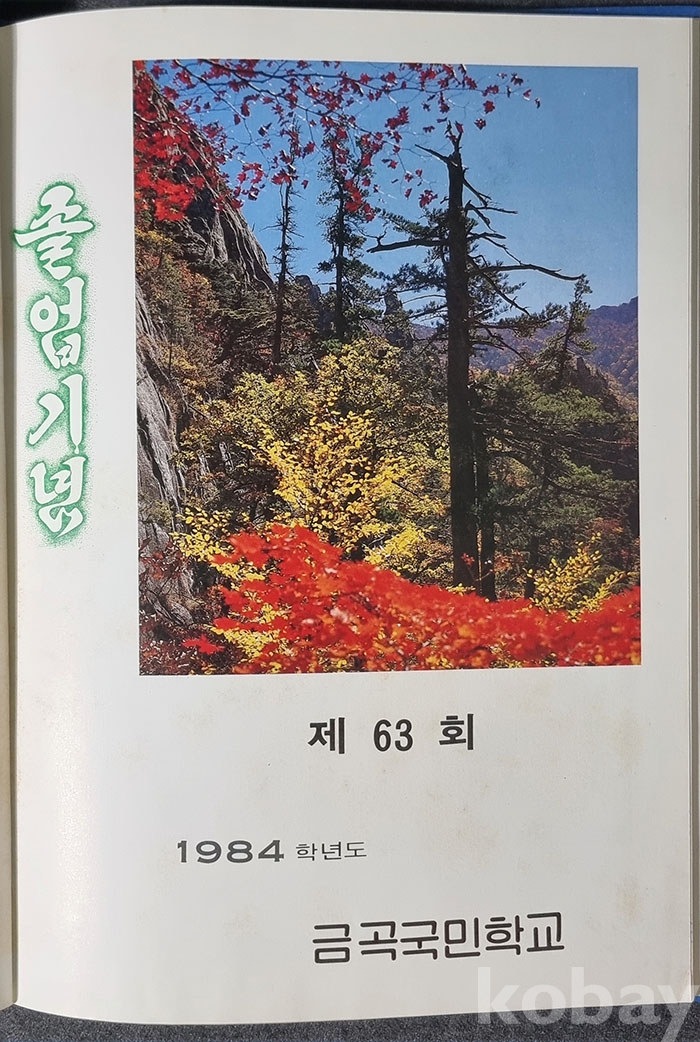 졸업기념
제 63 회
1984 학년도
금곡국민학교
kobay